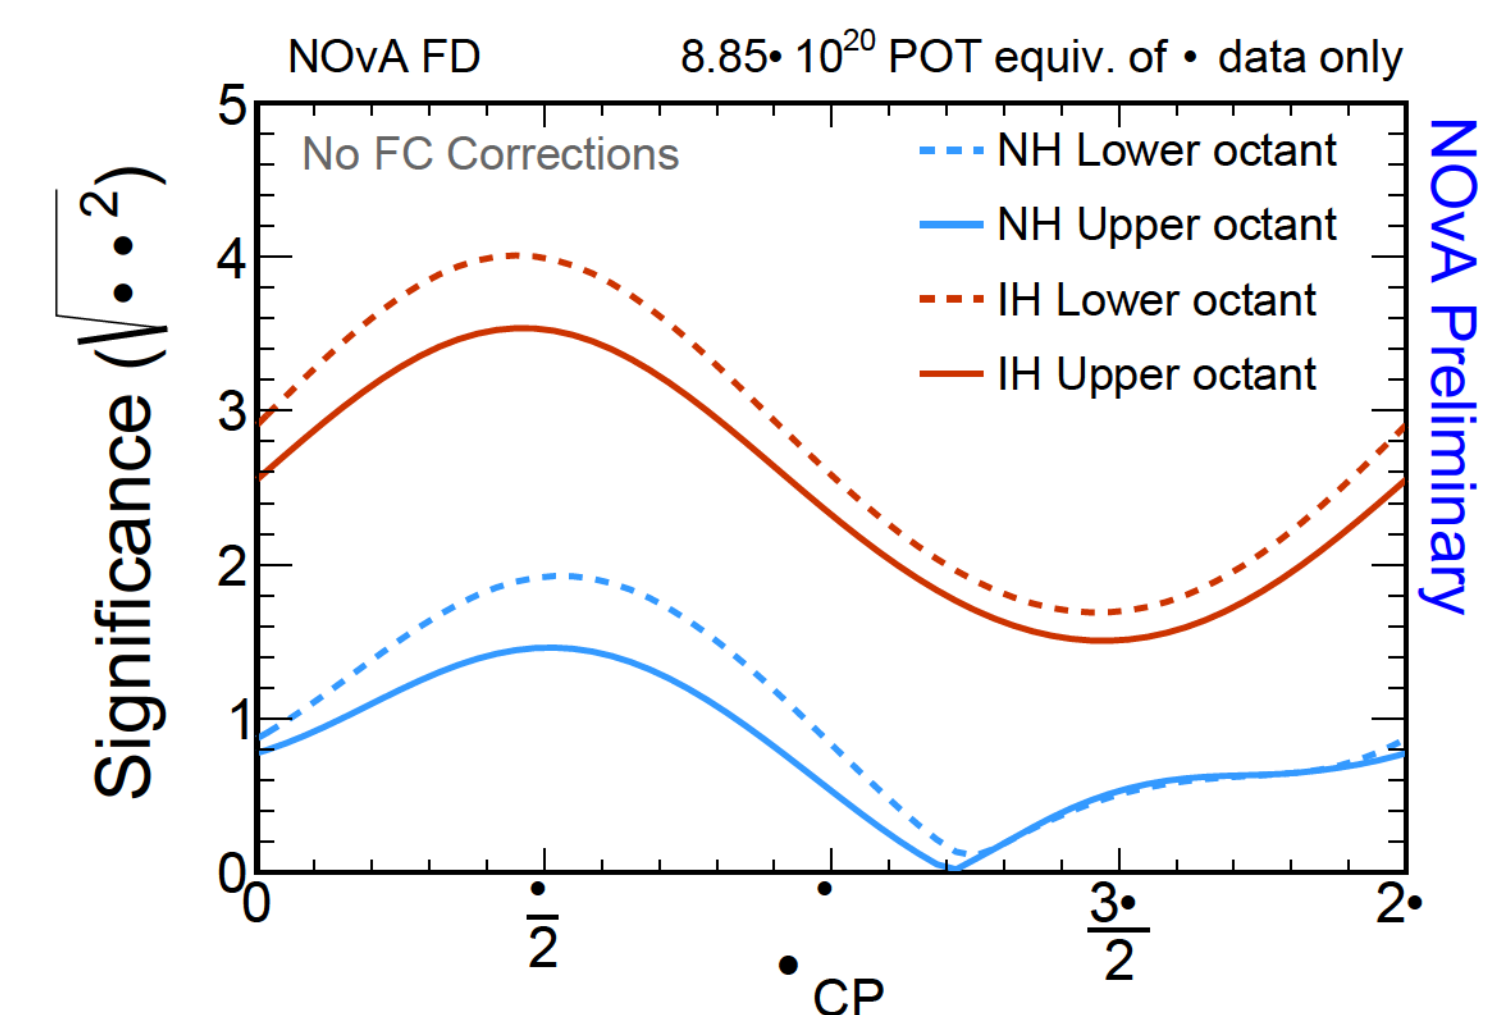 NOvA FD
8.85• 10²⁰ POT equiv. of • data only
No FC Corrections
NH Lower octant
NH Upper octant
IH Lower octant
IH Upper octant
NOvA Preliminary
Significance (√••²)
5
4
3
2
1
0
0
•/2
•
3•/2
2•
•CP